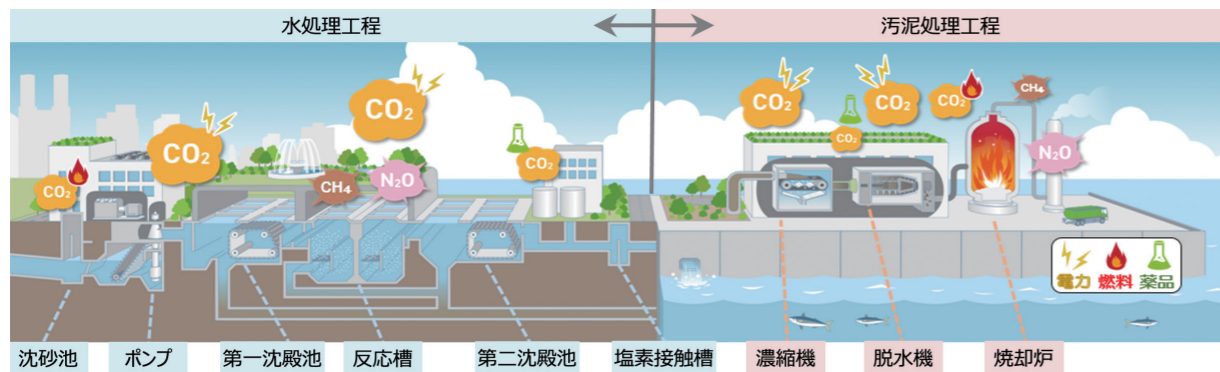 水処理工程
汚泥処理工程
CO2
CO2
CO2
CH4
N2O
CO2
CO2
CO2
CO2
CO2
CH4
N2O
電力 燃料 薬品
沈砂池
ポンプ
第一沈殿池
反応槽
第二沈殿池
塩素接触槽
濃縮機
脱水機
焼却炉